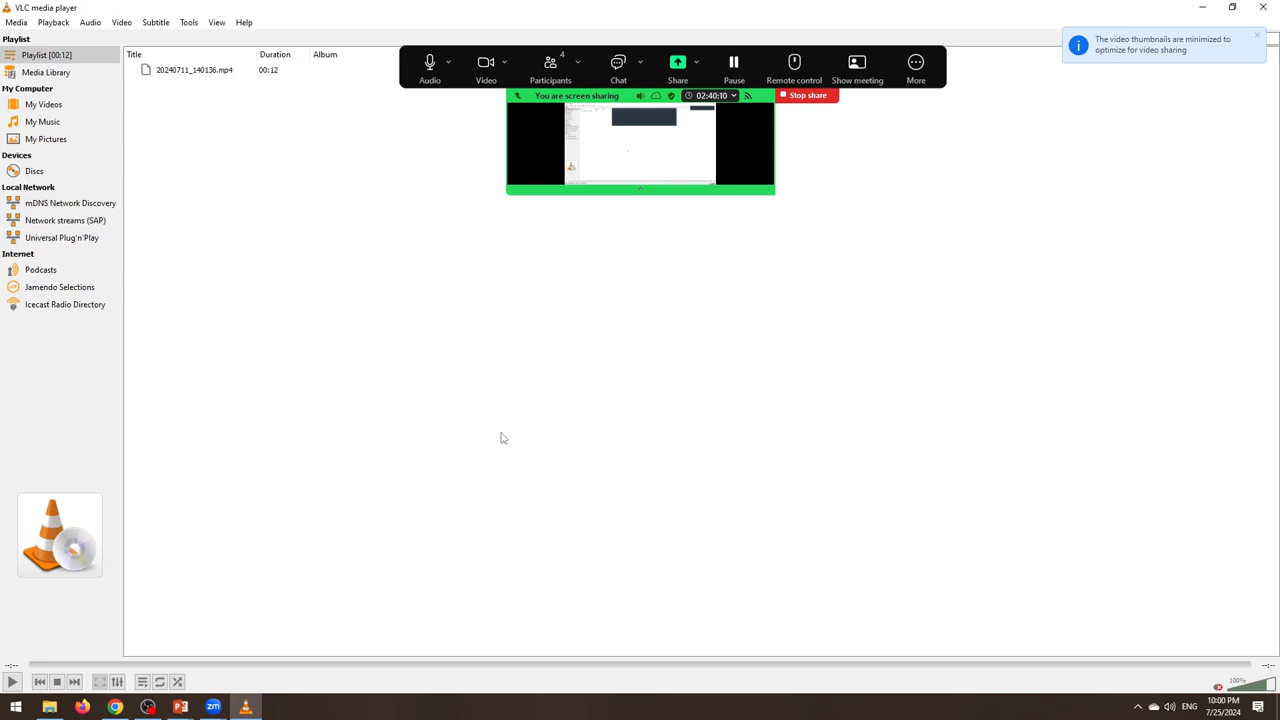 VLC media player
Media Playback Audio Video Subtitle Tools View Help
Playlist
Playlist [00:12]
Media Library
My Computer
My Videos
My Music
My Pictures
Devices
Discs
Local Network
mDNS Network Discovery
Network streams (SAP)
Universal Plug'n'Play
Internet
Podcasts
Jamendo Selections
Icecast Radio Directory
Title Duration Album
20240711_140136.mp4 00:12
4
Audio Video Participants Chat Share Pause Remote control Show meeting More
You are screen sharing 02:40:10 Stop share
The video thumbnails are minimized to
optimize for video sharing
--:-- --:--
100%
zm
ENG
10:00 PM
7/25/2024